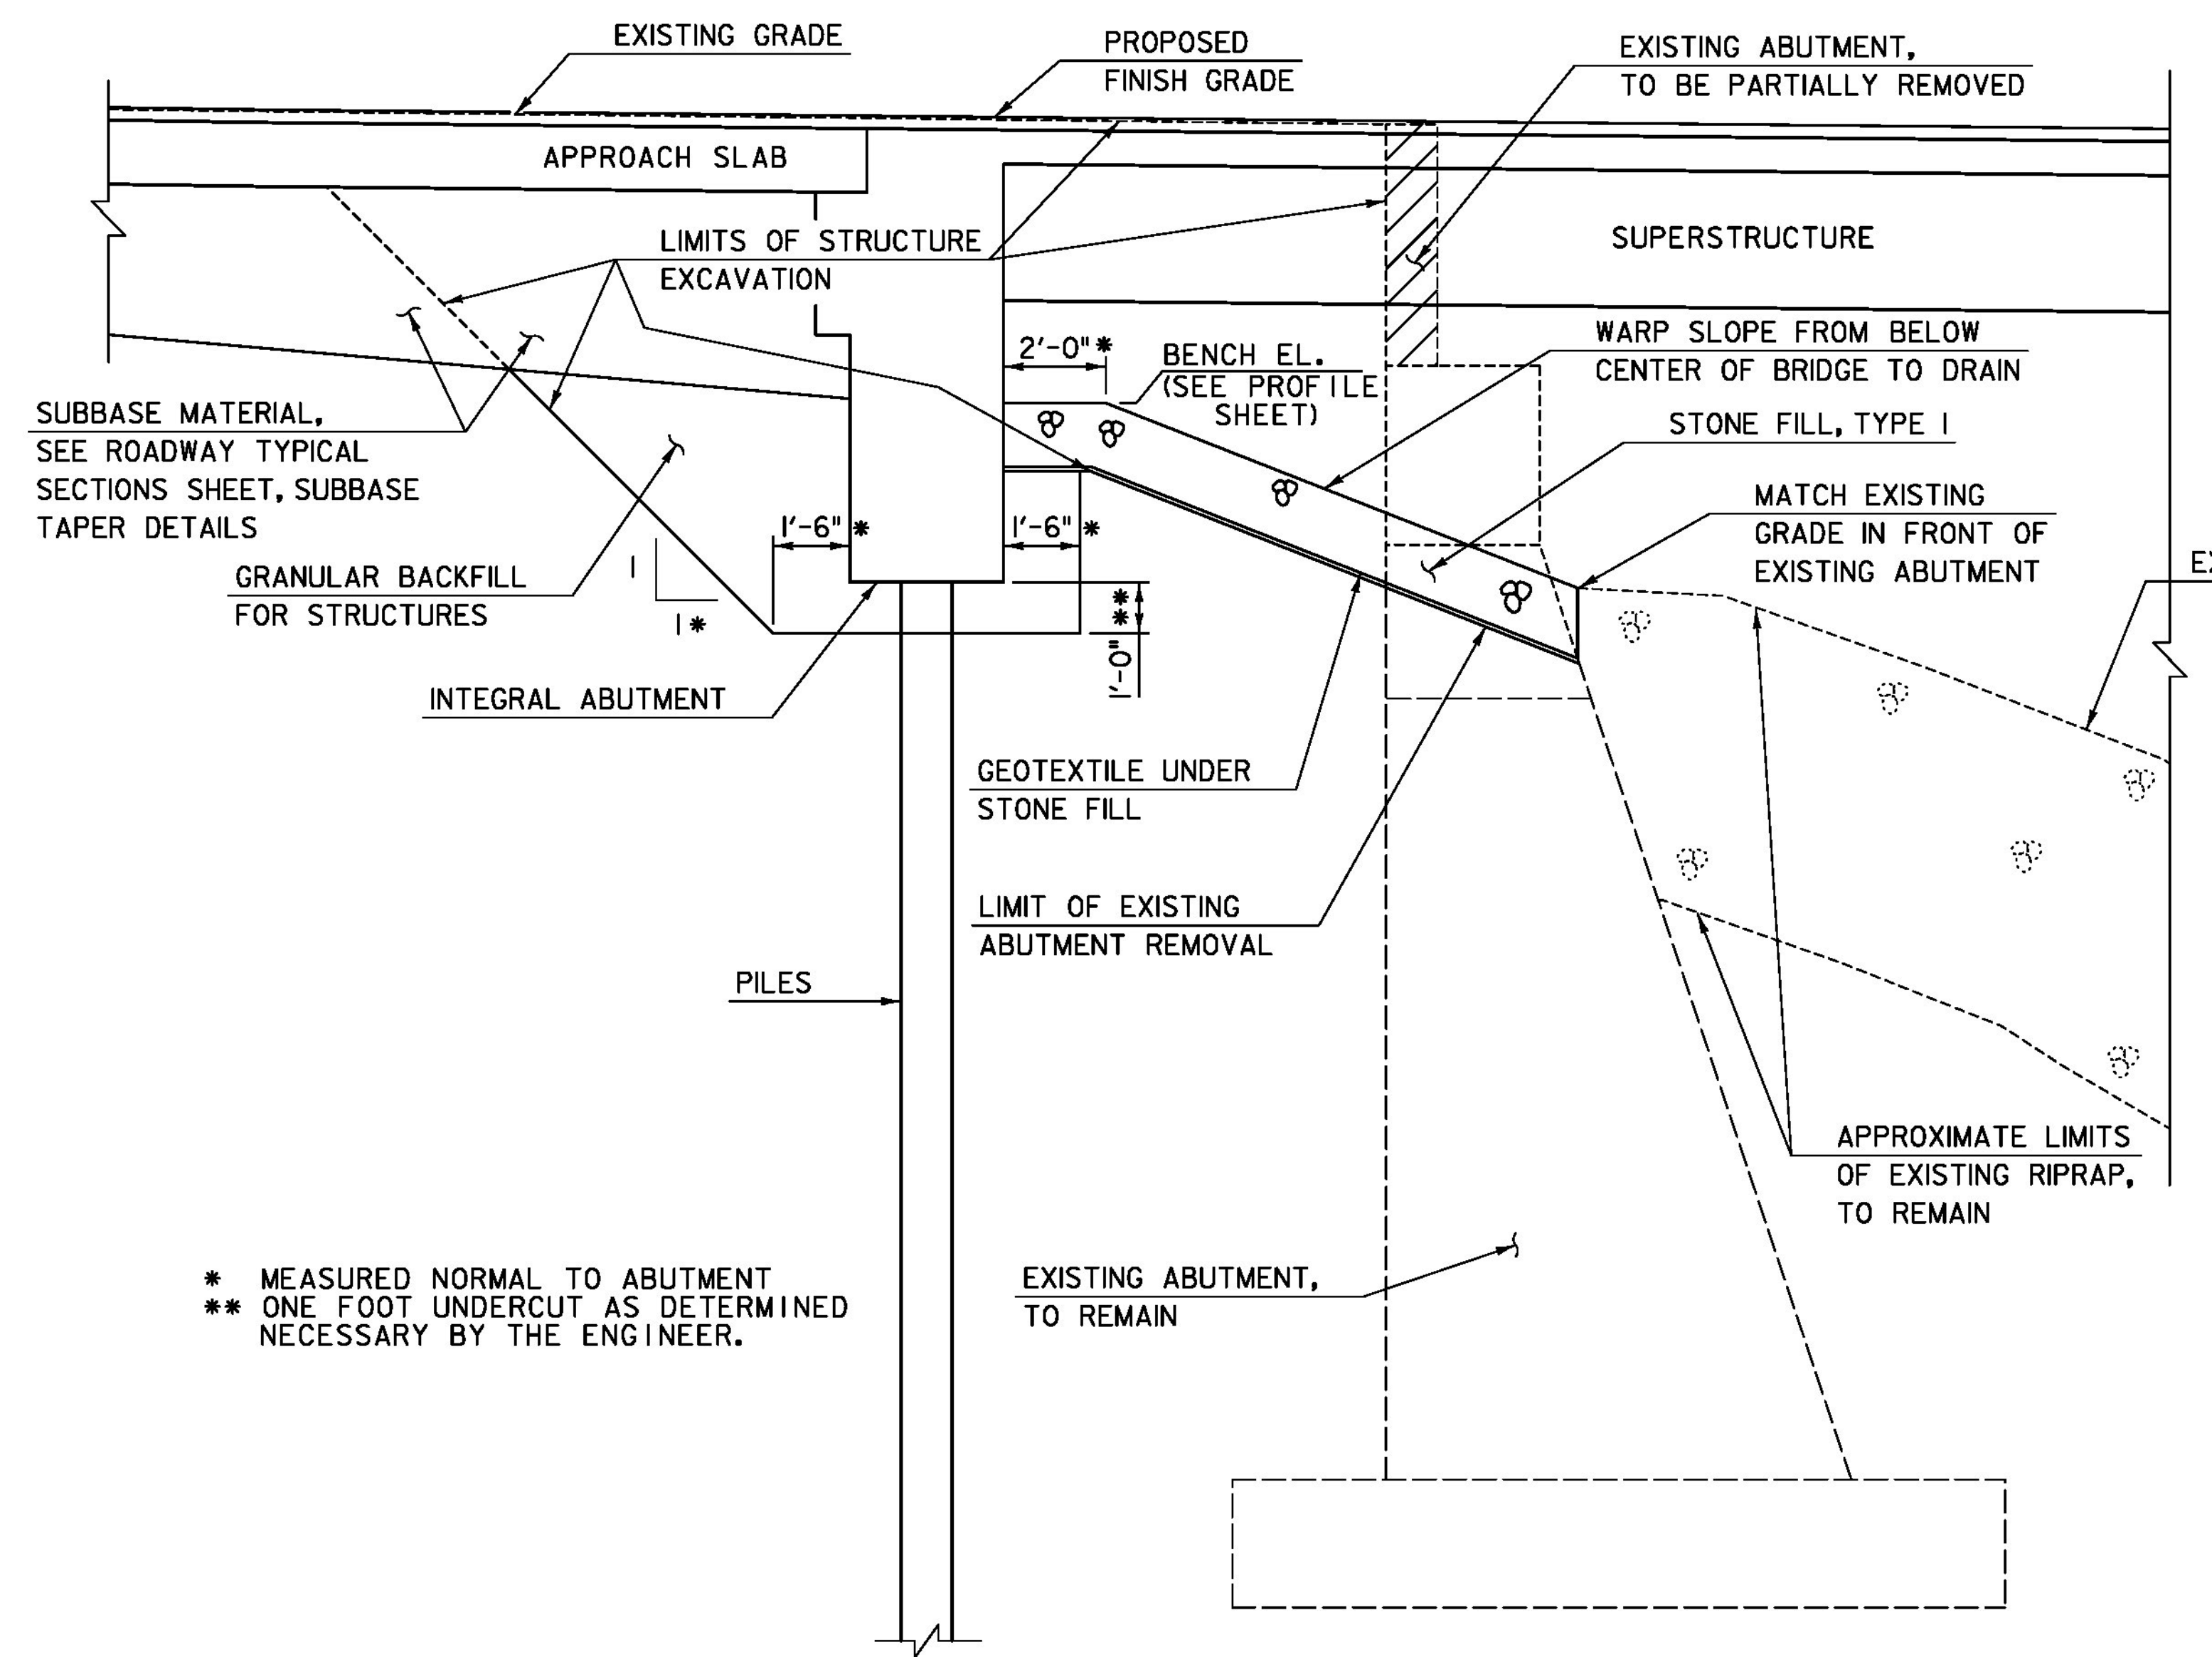 EXISTING GRADE
PROPOSED
FINISH GRADE
EXISTING ABUTMENT,
TO BE PARTIALLY REMOVED
APPROACH SLAB
LIMITS OF STRUCTURE
EXCAVATION
SUPERSTRUCTURE
2'-0"*
BENCH EL.
(SEE PROFILE
SHEET)
WARP SLOPE FROM BELOW
CENTER OF BRIDGE TO DRAIN
STONE FILL, TYPE I
SUBBASE MATERIAL,
SEE ROADWAY TYPICAL
SECTIONS SHEET, SUBBASE
TAPER DETAILS
MATCH EXISTING
GRADE IN FRONT OF
EXISTING ABUTMENT
1'-6"*
1'-6"*
GRANULAR BACKFILL
FOR STRUCTURES
1
1*
**
1'-0"
INTEGRAL ABUTMENT
GEOTEXTILE UNDER
STONE FILL
LIMIT OF EXISTING
ABUTMENT REMOVAL
PILES
APPROXIMATE LIMITS
OF EXISTING RIPRAP,
TO REMAIN
EXISTING ABUTMENT,
TO REMAIN
* MEASURED NORMAL TO ABUTMENT
** ONE FOOT UNDERCUT AS DETERMINED
NECESSARY BY THE ENGINEER.